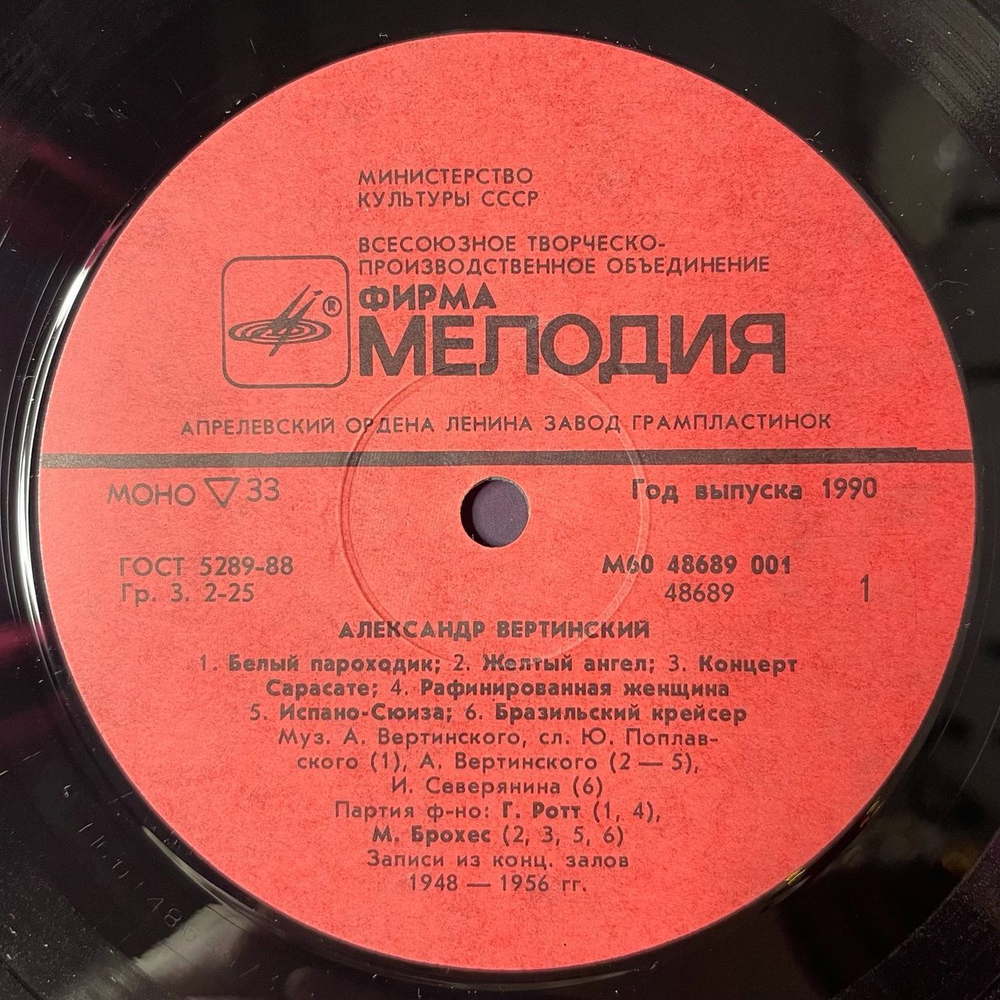 МИНИСТЕРСТВО
КУЛЬТУРЫ СССР
ВСЕСОЮЗНОЕ ТВОРЧЕСКО-
ПРОИЗВОДСТВЕННОЕ ОБЪЕДИНЕНИЕ
®
ФИРМА
МЕЛОДИЯ
АПРЕЛЕВСКИЙ ОРДЕНА ЛЕНИНА ЗАВОД ГРАМПЛАСТИНОК
МОНО ▽ 33
Год выпуска 1990
ГОСТ 5289-88
М60 48689 001
Гр. 3. 2-25
48689
1
АЛЕКСАНДР ВЕРТИНСКИЙ
1. Белый пароходик; 2. Желтый ангел; 3. Концерт
Сарасате; 4. Рафинированная женщина
5. Испано-Сюиза; 6. Бразильский крейсер
Муз. А. Вертинского, сл. Ю. Поплав-
ского (1), А. Вертинского (2 — 5),
И. Северянина (6)
Партия ф-но: Г. Ротт (1, 4),
М. Брохес (2, 3, 5, 6)
Записи из конц. залов
1948 — 1956 гг.